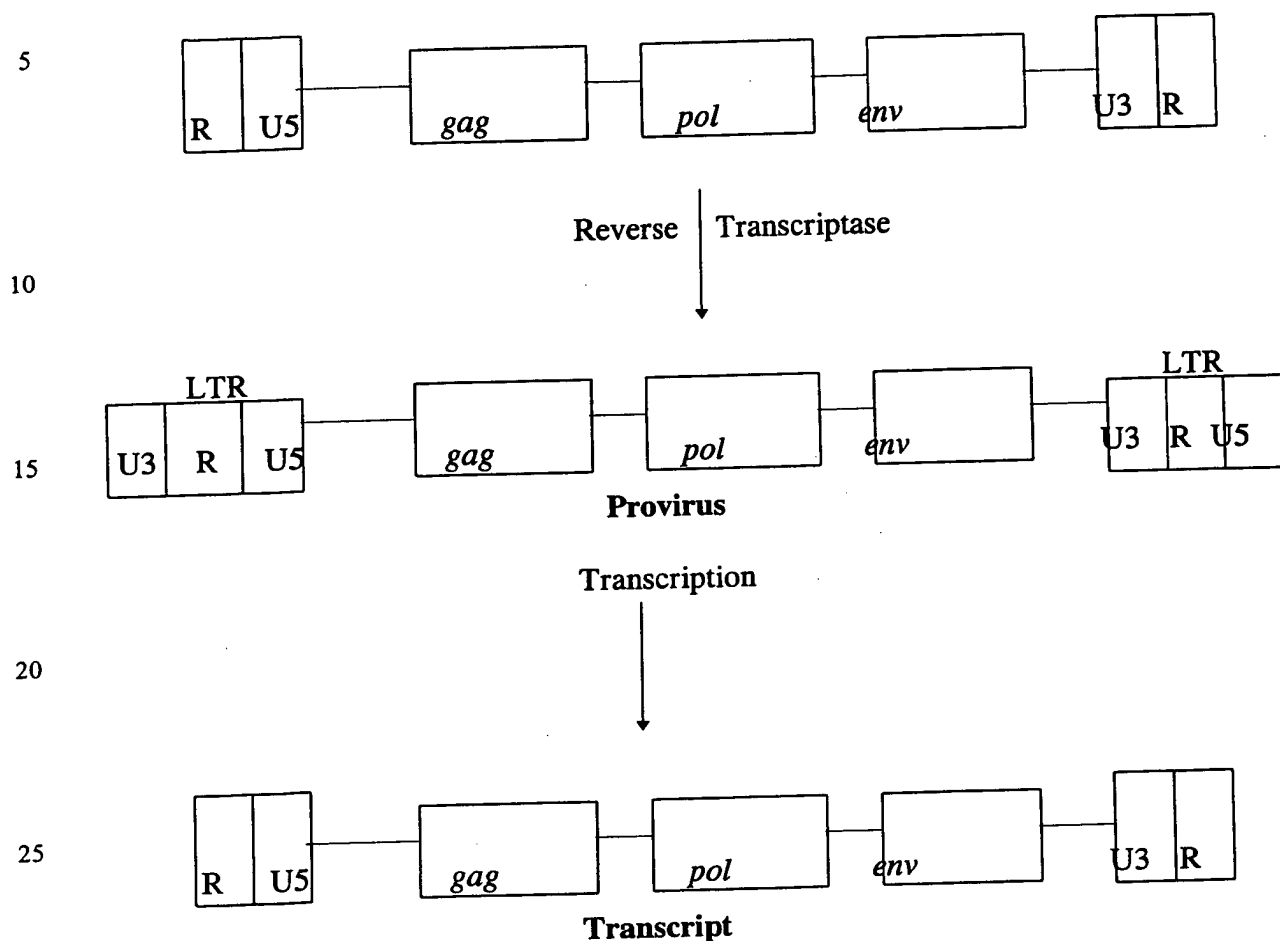 5
R U5 gag pol env U3 R
Reverse Transcriptase
10
LTR LTR
U3 R U5 gag pol env U3 R U5
15
Provirus
Transcription
20
25
R U5 gag pol env U3 R
Transcript